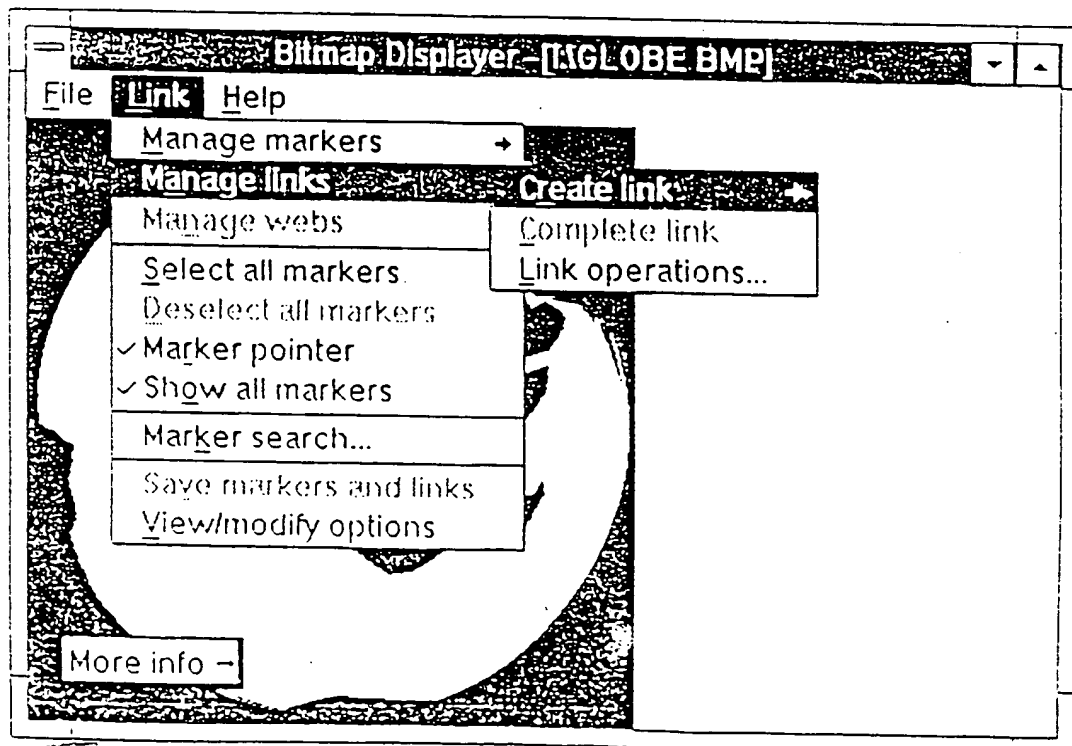 Bitmap Displayer -[I:\GLOBE.BMP]
File Link Help
Manage markers
Manage links
Manage webs
Select all markers
Deselect all markers
✓ Marker pointer
✓ Show all markers
Marker search...
Save markers and links
View/modify options
Create link
Complete link
Link operations...
More info